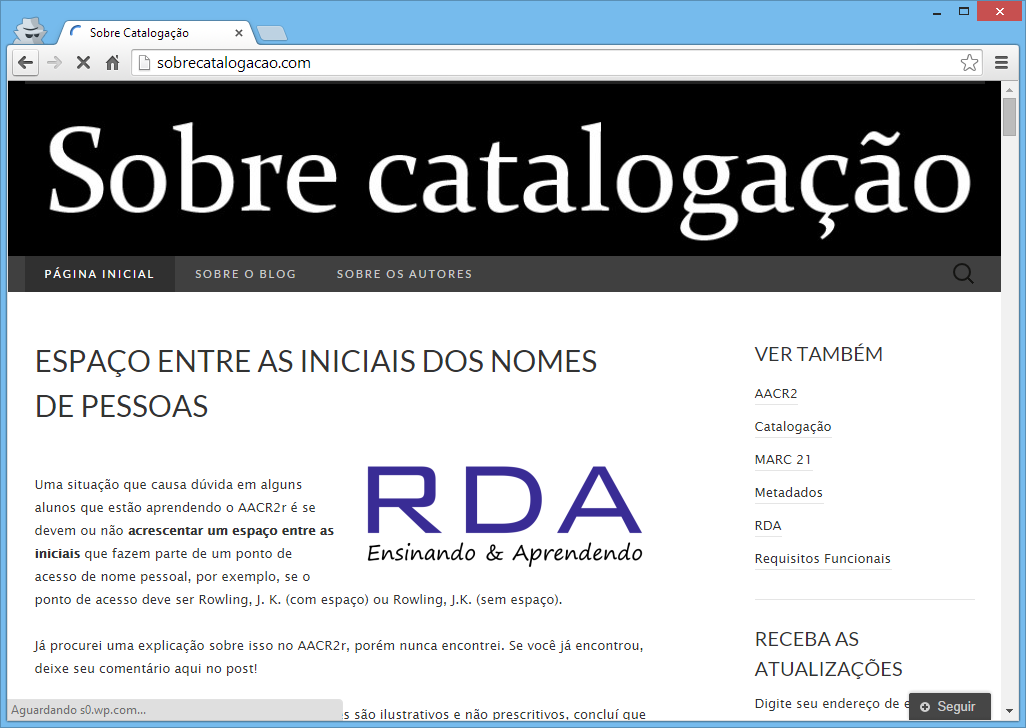 Sobre Catalogação
sobrecatalogacao.com
Sobre catalogação
PÁGINA INICIAL
SOBRE O BLOG
SOBRE OS AUTORES
ESPAÇO ENTRE AS INICIAIS DOS NOMES
DE PESSOAS
Uma situação que causa dúvida em alguns
alunos que estão aprendendo o AACR2r é se
devem ou não acrescentar um espaço entre as
iniciais que fazem parte de um ponto de
acesso de nome pessoal, por exemplo, se o
ponto de acesso deve ser Rowling, J. K. (com espaço) ou Rowling, J.K. (sem espaço).
RDA
Ensinando & Aprendendo
Já procurei uma explicação sobre isso no AACR2r, porém nunca encontrei. Se você já encontrou,
deixe seu comentário aqui no post!
s são ilustrativos e não prescritivos, concluí que
VER TAMBÉM
AACR2
Catalogação
MARC 21
Metadados
RDA
Requisitos Funcionais
RECEBA AS
ATUALIZAÇÕES
Digite seu endereço de e
Seguir
Aguardando s0.wp.com...